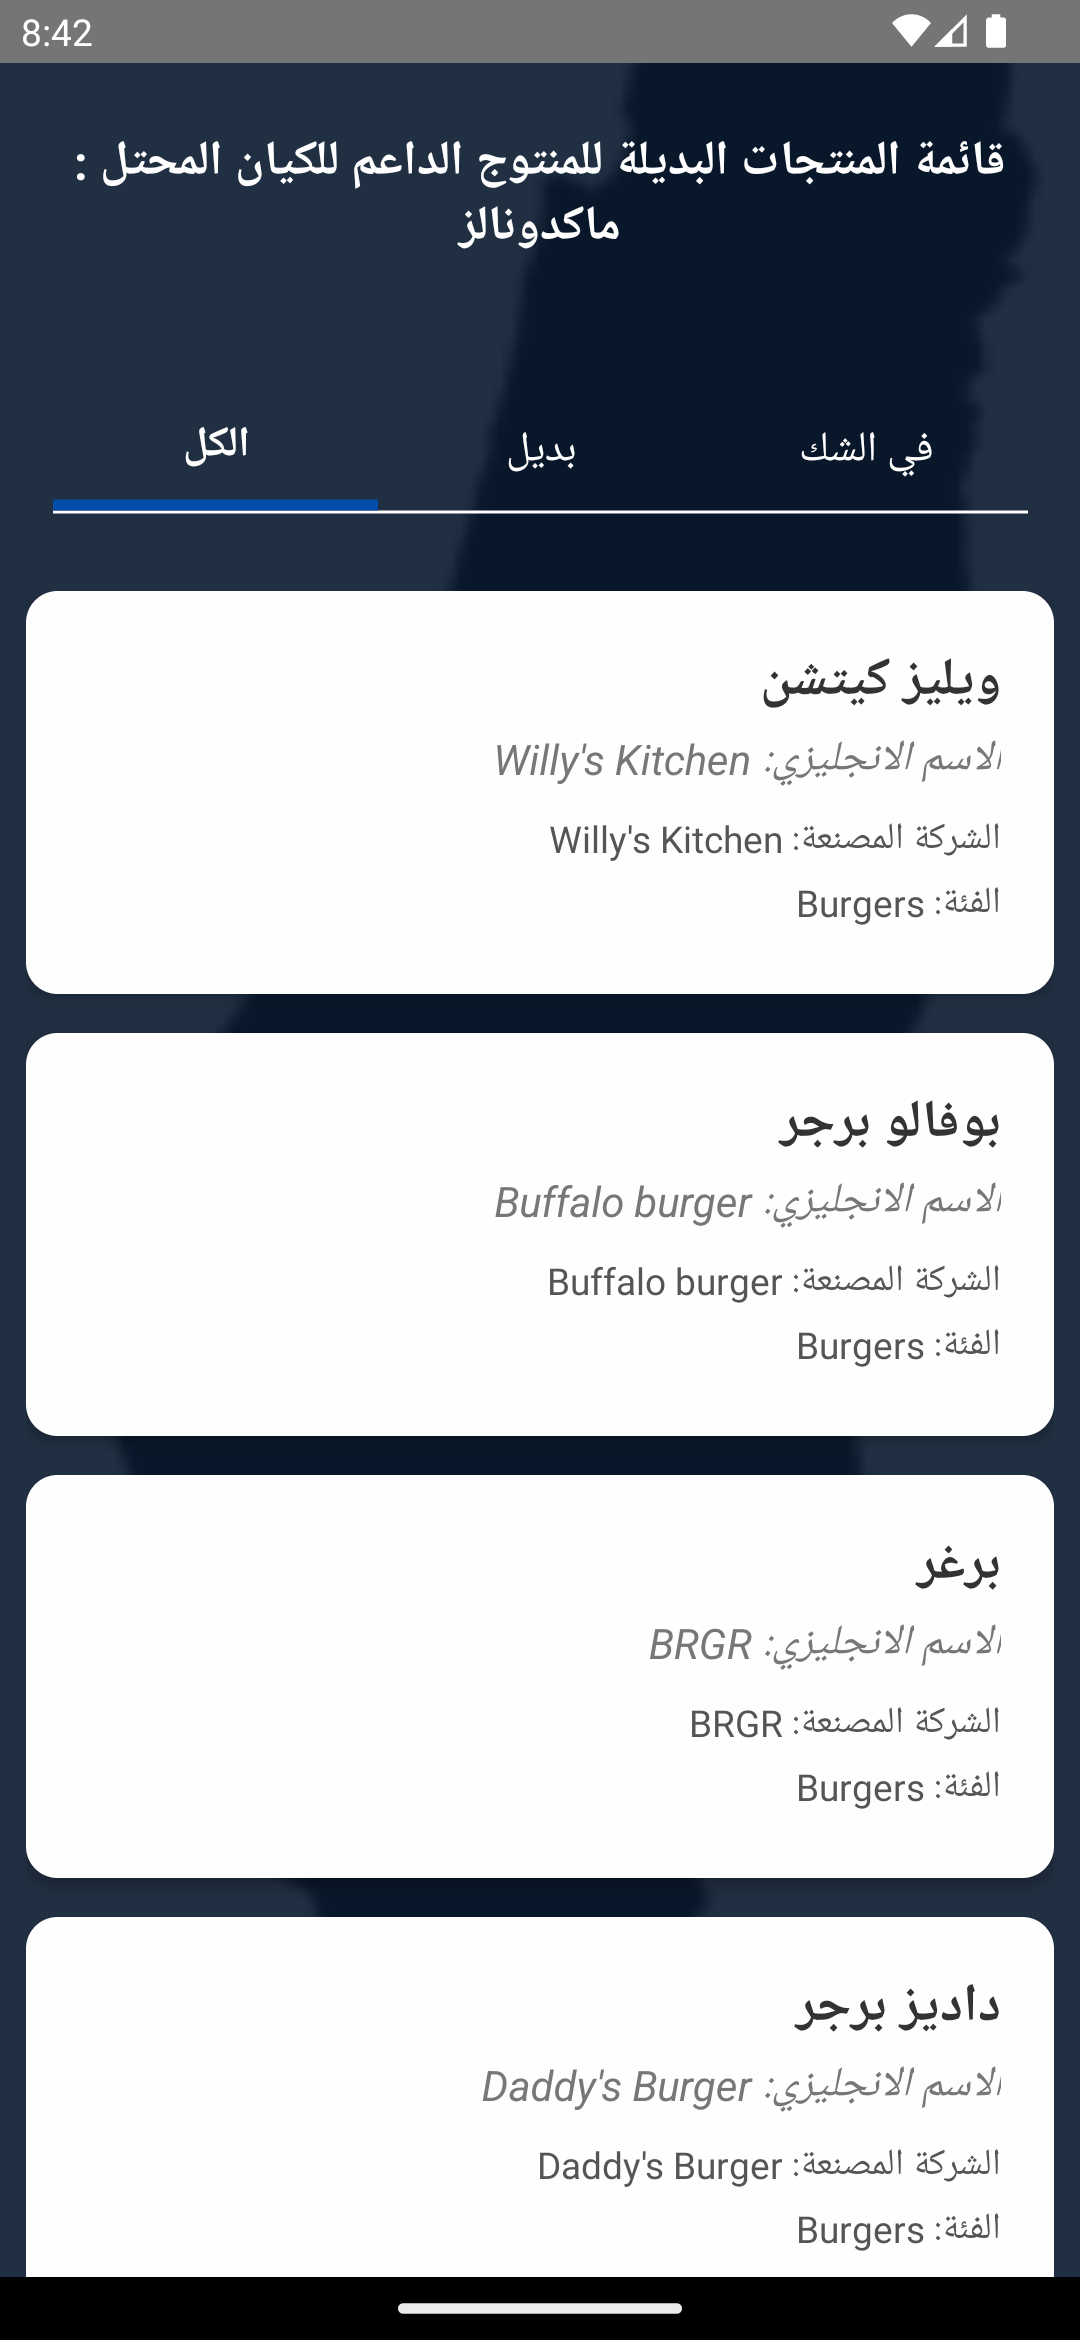 8:42
قائمة المنتجات البديلة للمنتوج الداعم للكيان المحتل :
ماكدونالز
في الشك
بديل
الكل
ويليز كيتشن
الاسم الانجليزي: Willy's Kitchen
الشركة المصنعة: Willy's Kitchen
الفئة: Burgers
بوفالو برجر
الاسم الانجليزي: Buffalo burger
الشركة المصنعة: Buffalo burger
الفئة: Burgers
برغر
الاسم الانجليزي: BRGR
الشركة المصنعة: BRGR
الفئة: Burgers
داديز برجر
الاسم الانجليزي: Daddy's Burger
الشركة المصنعة: Daddy's Burger
الفئة: Burgers